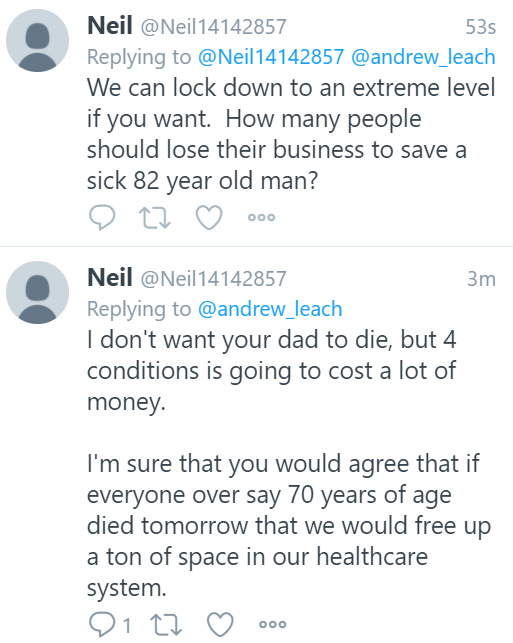 Neil @Neil14142857 53s
Replying to @Neil14142857 @andrew_leach
We can lock down to an extreme level
if you want.  How many people
should lose their business to save a
sick 82 year old man?
Neil @Neil14142857 3m
Replying to @andrew_leach
I don't want your dad to die, but 4
conditions is going to cost a lot of
money.
I'm sure that you would agree that if
everyone over say 70 years of age
died tomorrow that we would free up
a ton of space in our healthcare
system.
1